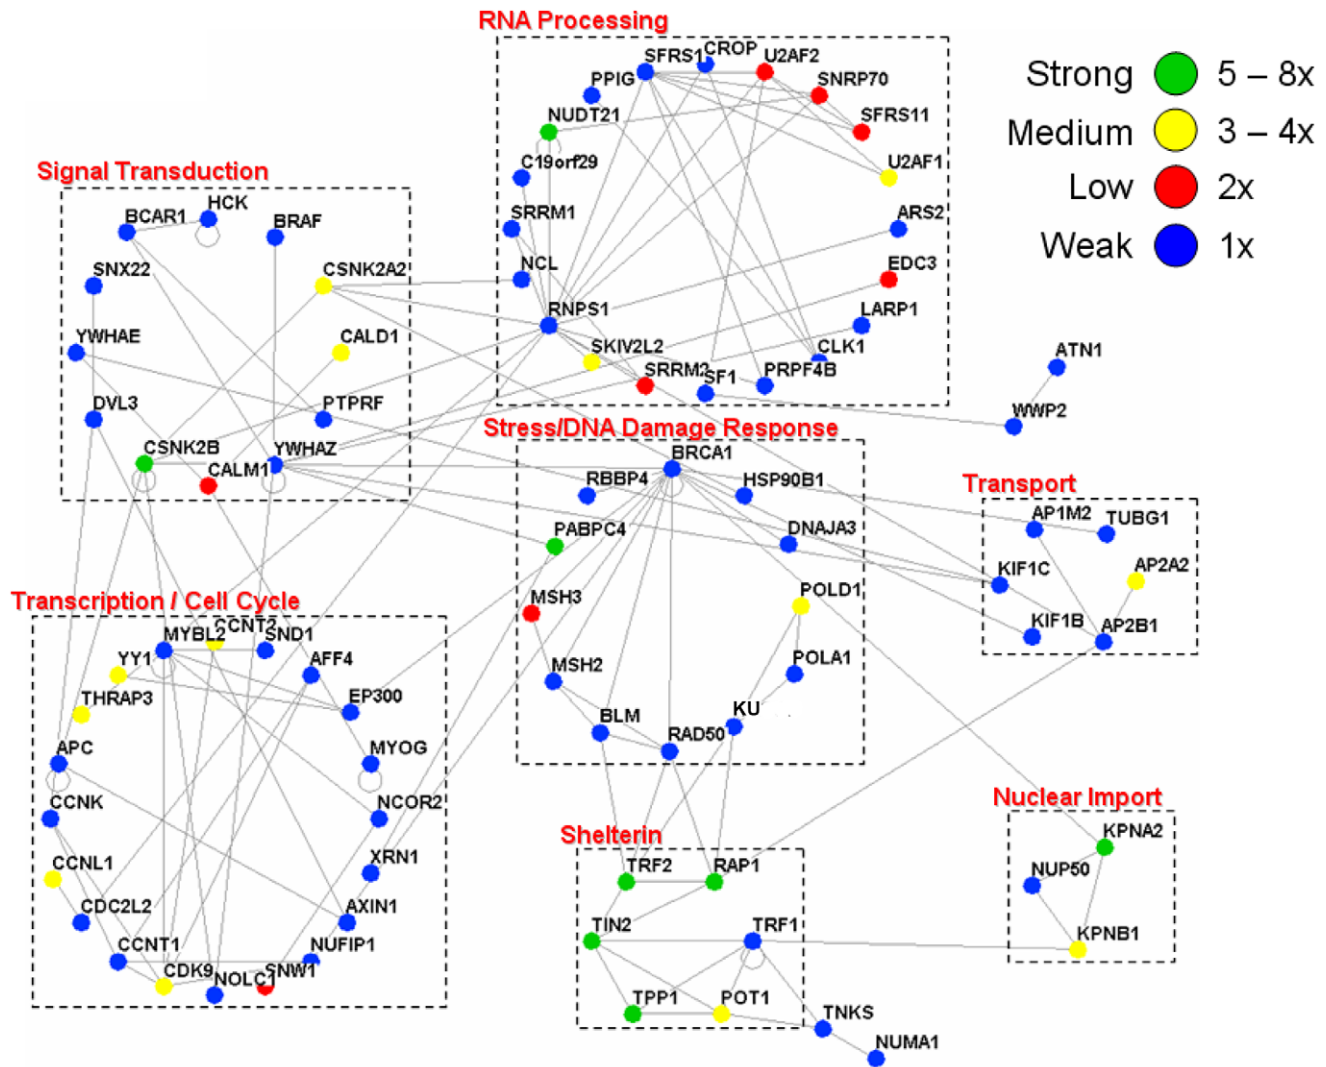 RNA Processing
SFRS1
CROP
U2AF2
PPIG
SNRP70
NUDT21
SFRS11
C19orf29
U2AF1
SRRM1
ARS2
NCL
EDC3
RNPS1
LARP1
SKIV2L2
CLK1
SRRM2
SF1
PRPF4B
Strong 5 – 8x
Medium 3 – 4x
Low 2x
Weak 1x
Signal Transduction
HCK
BCAR1
BRAF
SNX22
CSNK2A2
YWHAE
CALD1
DVL3
PTPRF
CSNK2B
CALM1
YWHAZ
ATN1
WWP2
Stress/DNA Damage Response
BRCA1
RBBP4
HSP90B1
PABPC4
DNAJA3
MSH3
POLD1
MSH2
POLA1
BLM
RAD50
KU
Transport
AP1M2
TUBG1
KIF1C
AP2A2
KIF1B
AP2B1
Transcription / Cell Cycle
MYBL2
CCNT2
SND1
YY1
AFF4
THRAP3
EP300
APC
MYOG
CCNK
NCOR2
CCNL1
XRN1
CDC2L2
AXIN1
CCNT1
NUFIP1
CDK9
NOLC1
SNW1
Shelterin
TRF2
RAP1
TIN2
TRF1
TPP1
POT1
TNKS
NUMA1
Nuclear Import
KPNA2
NUP50
KPNB1